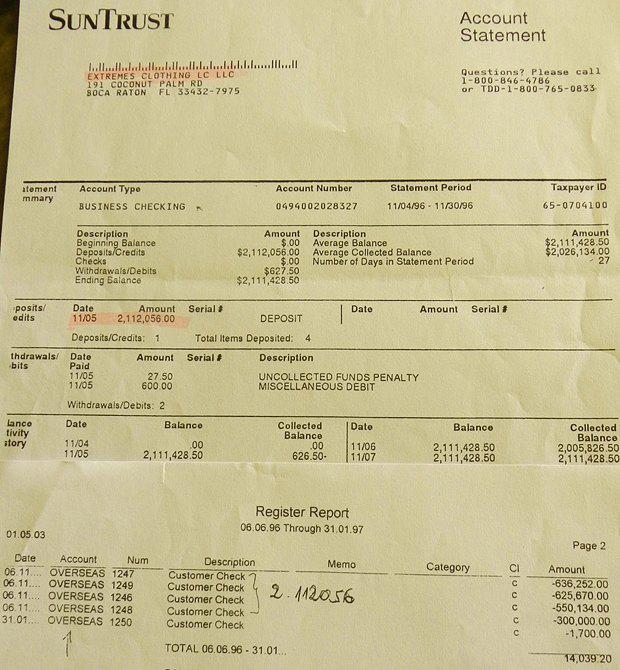 SUNTRUST
Account
Statement
EXTREMES CLOTHING LC LLC
191 COCONUT PALM RD
BOCA RATON FL 33432-7975
Questions? Please call
1-800-846-4786
or TDD-1-800-765-0833
atement Account Type Account Number Statement Period Taxpayer ID
mmary
BUSINESS CHECKING 0494002028327 11/04/96 - 11/30/96 65-0704100
Description Amount Description Amount
Beginning Balance $.00 Average Balance $2,111,428.50
Deposits/Credits $2,112,056.00 Average Collected Balance $2,026,134.00
Checks $.00 Number of Days in Statement Period 27
Withdrawals/Debits $627.50
Ending Balance $2,111,428.50
posits/ Date Amount Serial # Date Amount Serial #
edits 11/05 2,112,056.00 DEPOSIT
Deposits/Credits: 1 Total Items Deposited: 4
thdrawals/ Date Amount Serial # Description
bits Paid
11/05 27.50 UNCOLLECTED FUNDS PENALTY
11/05 600.00 MISCELLANEOUS DEBIT
Withdrawals/Debits: 2
lance Date Balance Collected Date Balance Collected
tivity Balance Balance
story 11/04 .00 .00 11/06 2,111,428.50 2,005,826.50
11/05 2,111,428.50 626.50- 11/07 2,111,428.50 2,111,428.50
Register Report
06.06.96 Through 31.01.97
01.05.03
Page 2
Date Account Num Description Memo Category Cl Amount
06.11.... OVERSEAS 1247 Customer Check C -636,252.00
06.11.... OVERSEAS 1249 Customer Check C -625,670.00
06.11.... OVERSEAS 1246 Customer Check 2.112056 C -550,134.00
06.11.... OVERSEAS 1248 Customer Check C -300,000.00
31.01.... OVERSEAS 1250 Customer Check C -1,700.00
TOTAL 06.06.96 - 31.01... 14,039.20